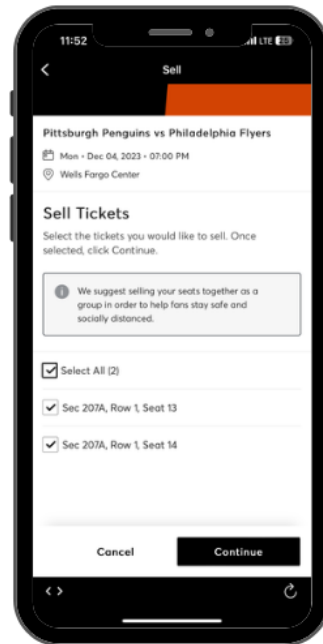 11:52
LTE 25
Sell
Pittsburgh Penguins vs Philadelphia Flyers
Mon • Dec 04, 2023 • 07:00 PM
Wells Fargo Center
Sell Tickets
Select the tickets you would like to sell. Once
selected, click Continue.
We suggest selling your seats together as a
group in order to help fans stay safe and
socially distanced.
Select All (2)
Sec 207A, Row 1, Seat 13
Sec 207A, Row 1, Seat 14
Cancel
Continue